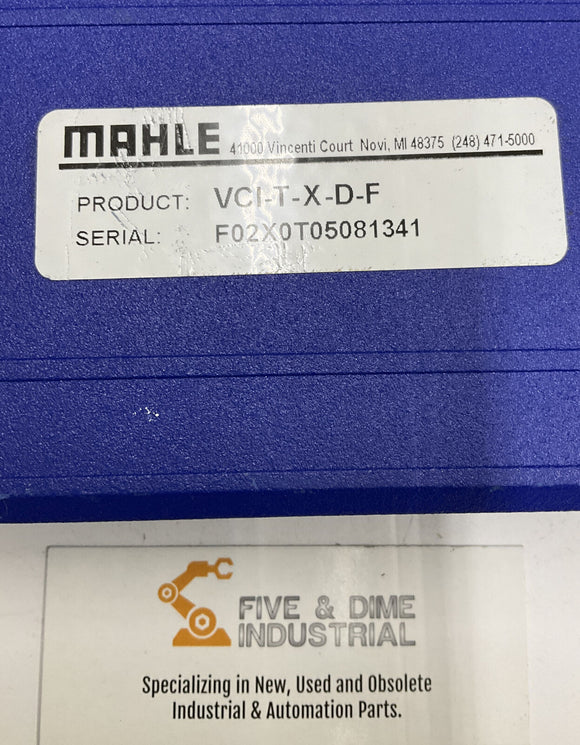 MAHLE 41000 Vincenti Court Novi, MI 48375 (248) 471-5000
PRODUCT: VCI-T-X-D-F
SERIAL: F02X0T05081341
FIVE & DIME
INDUSTRIAL
Specializing in New, Used and Obsolete
Industrial & Automation Parts.